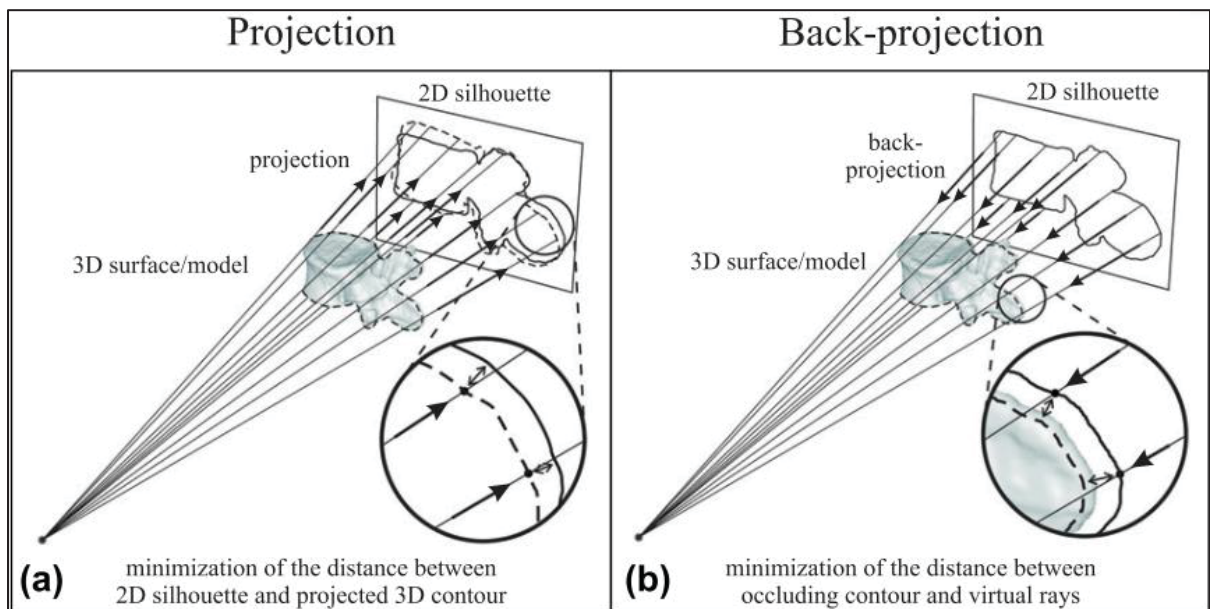 Projection
Back-projection
2D silhouette
projection
3D surface/model
(a)
minimization of the distance between
2D silhouette and projected 3D contour
2D silhouette
back-
projection
3D surface/model
(b)
minimization of the distance between
occluding contour and virtual rays